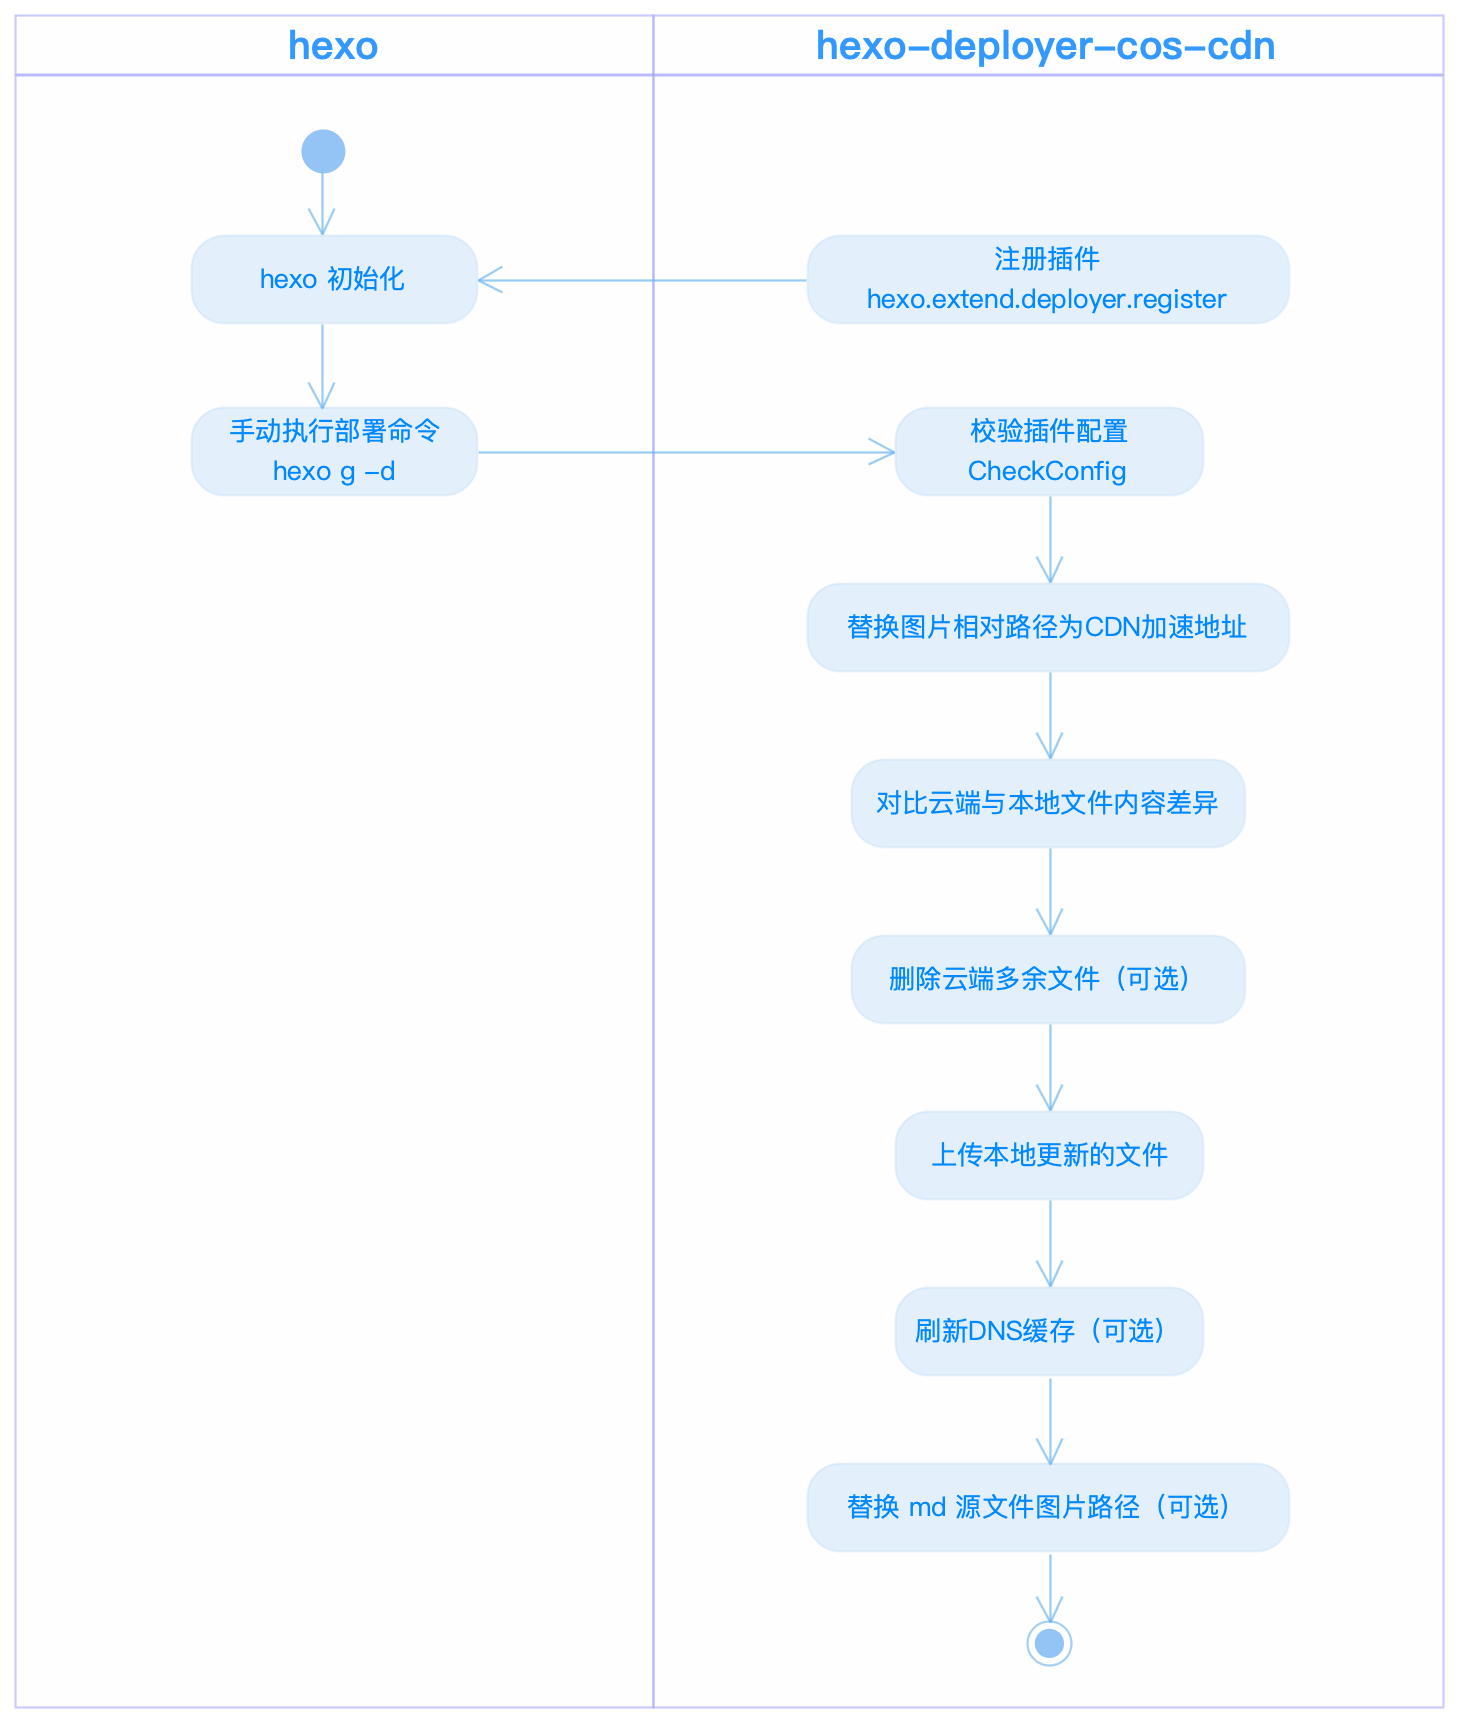 hexo
hexo-deployer-cos-cdn
hexo 初始化
注册插件
hexo.extend.deployer.register
手动执行部署命令
hexo g -d
校验插件配置
CheckConfig
替换图片相对路径为CDN加速地址
对比云端与本地文件内容差异
删除云端多余文件（可选）
上传本地更新的文件
刷新DNS缓存（可选）
替换 md 源文件图片路径（可选）